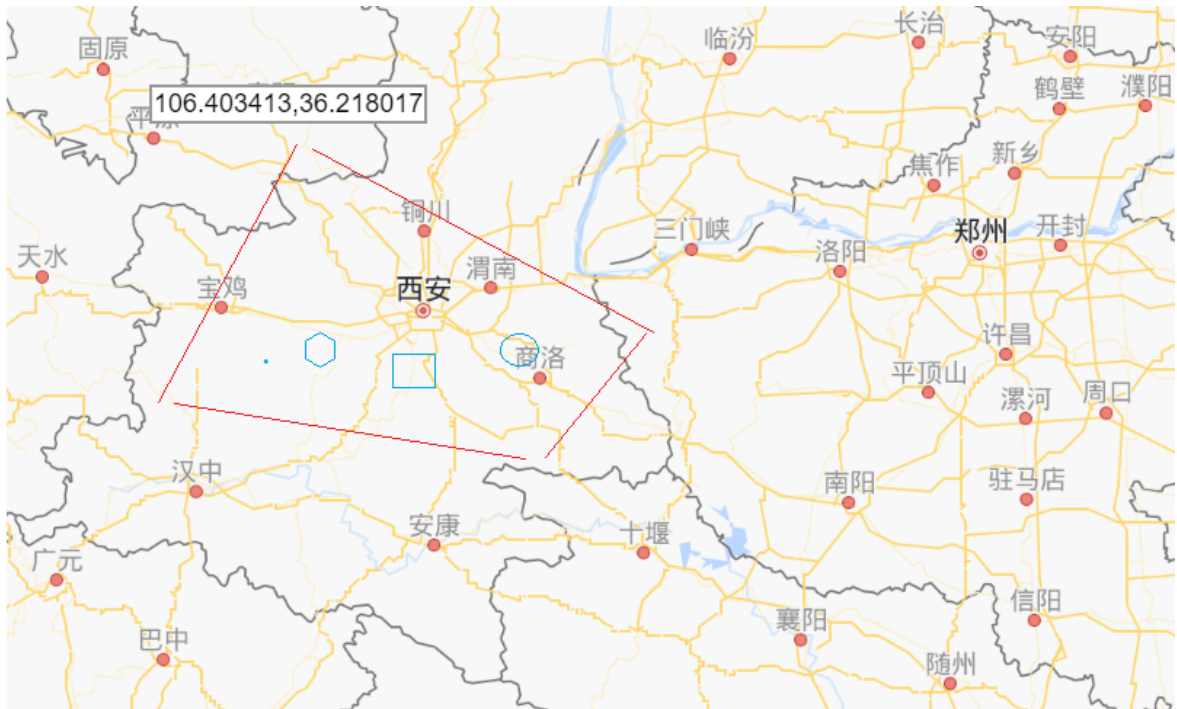 长治
临汾
安阳
固原
鹤壁
濮阳
106.403413,36.218017
新乡
焦作
铜川
三门峡
郑州
开封
洛阳
天水
渭南
宝鸡
西安
许昌
商洛
平顶山
周口
漯河
汉中
南阳
驻马店
安康
十堰
广元
信阳
襄阳
巴中
随州